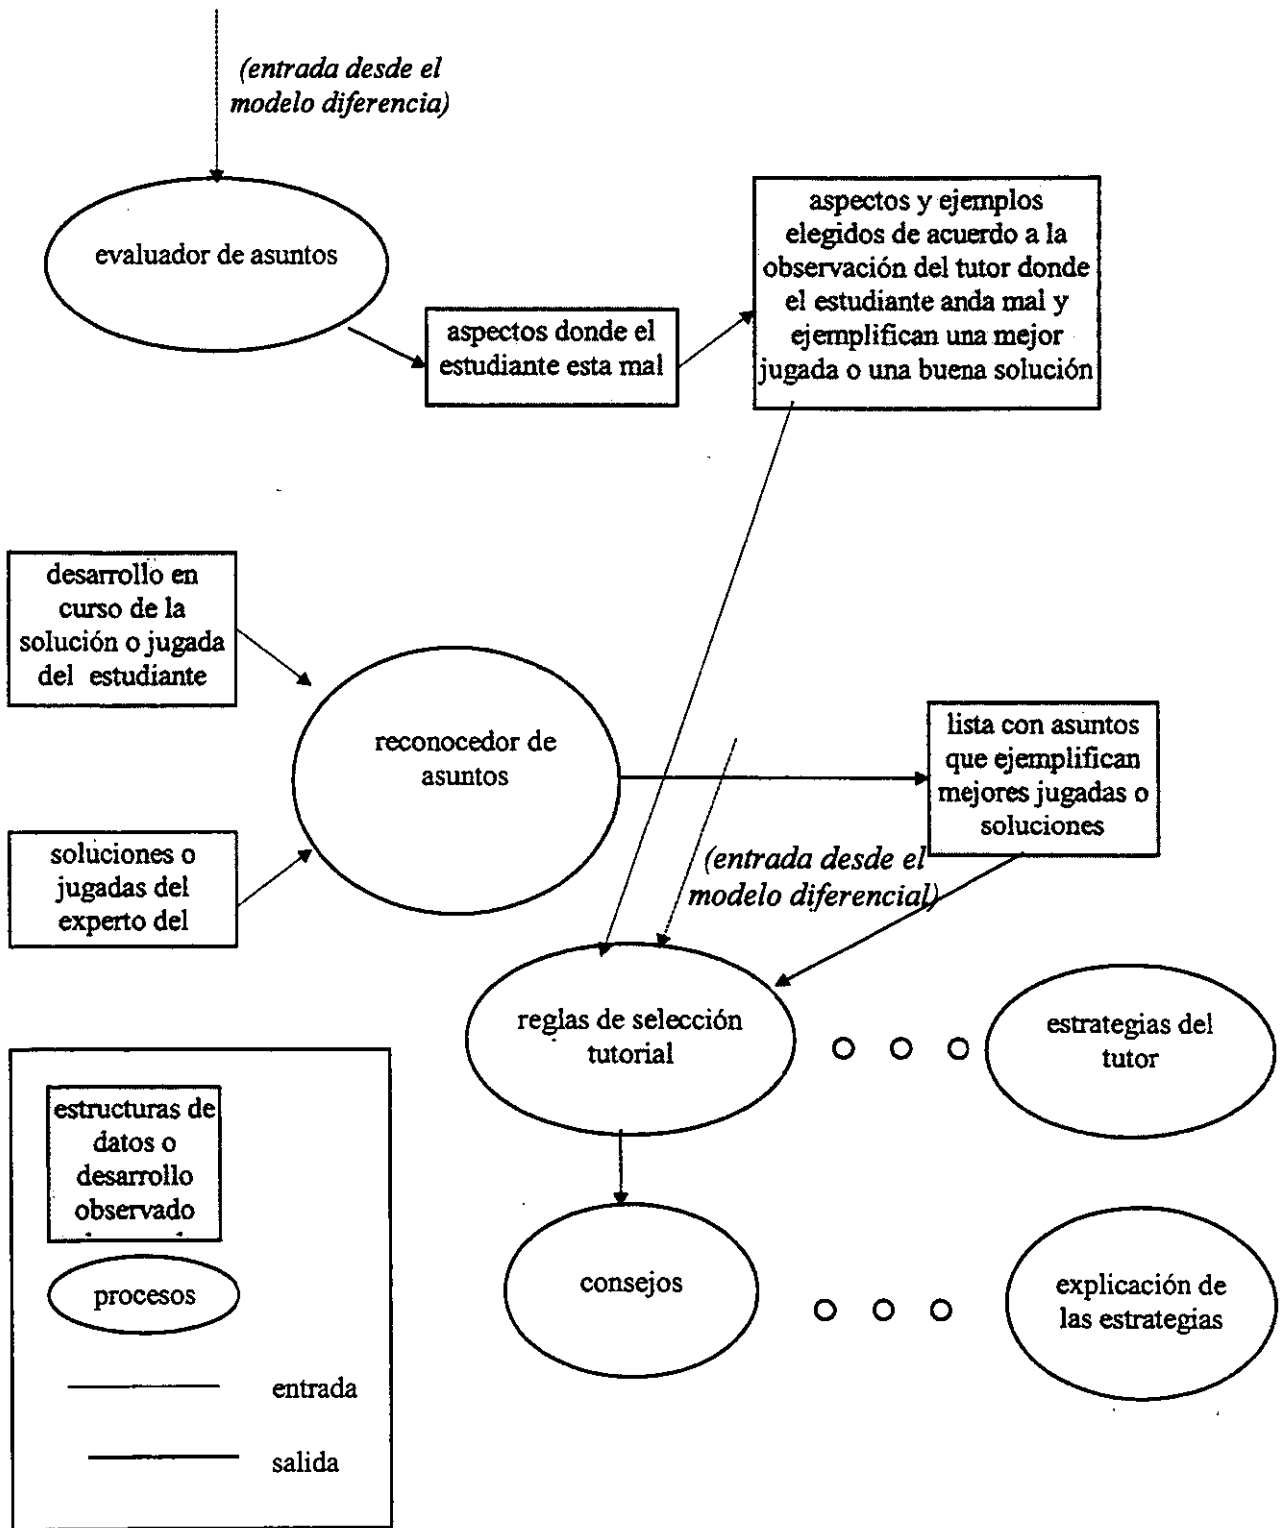 (entrada desde el
modelo diferencia)
evaluador de asuntos
aspectos donde el
estudiante esta mal
aspectos y ejemplos
elegidos de acuerdo a la
observación del tutor donde
el estudiante anda mal y
ejemplifican una mejor
jugada o una buena solución
desarrollo en
curso de la
solución o jugada
del estudiante
reconocedor de
asuntos
lista con asuntos
que ejemplifican
mejores jugadas o
soluciones
soluciones o
jugadas del
experto del
(entrada desde el
modelo diferencial)
reglas de selección
tutorial
estrategias del
tutor
consejos
explicación de
las estrategias
estructuras de
datos o
desarrollo
observado
procesos
entrada
salida